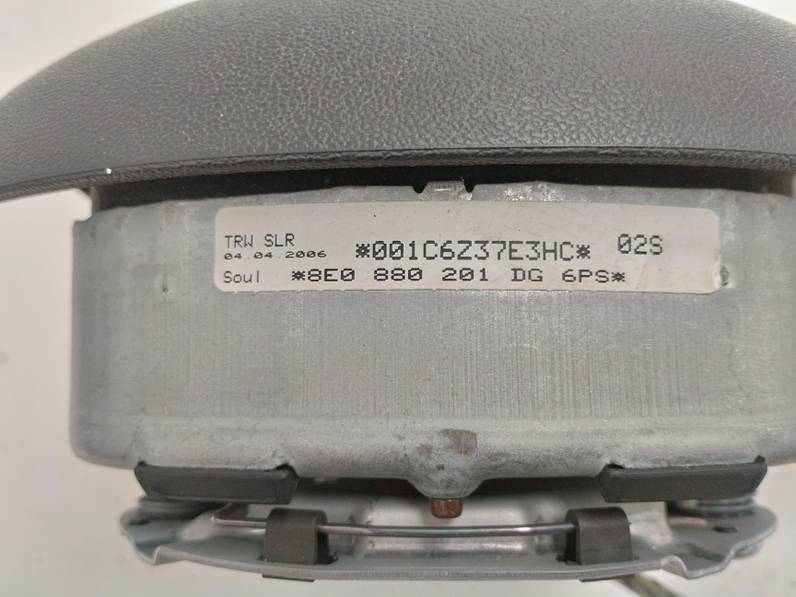 TRW SLR
04.04.2006 *001C6Z37E3HC* 02S
Soul *8E0 880 201 DG 6PS*